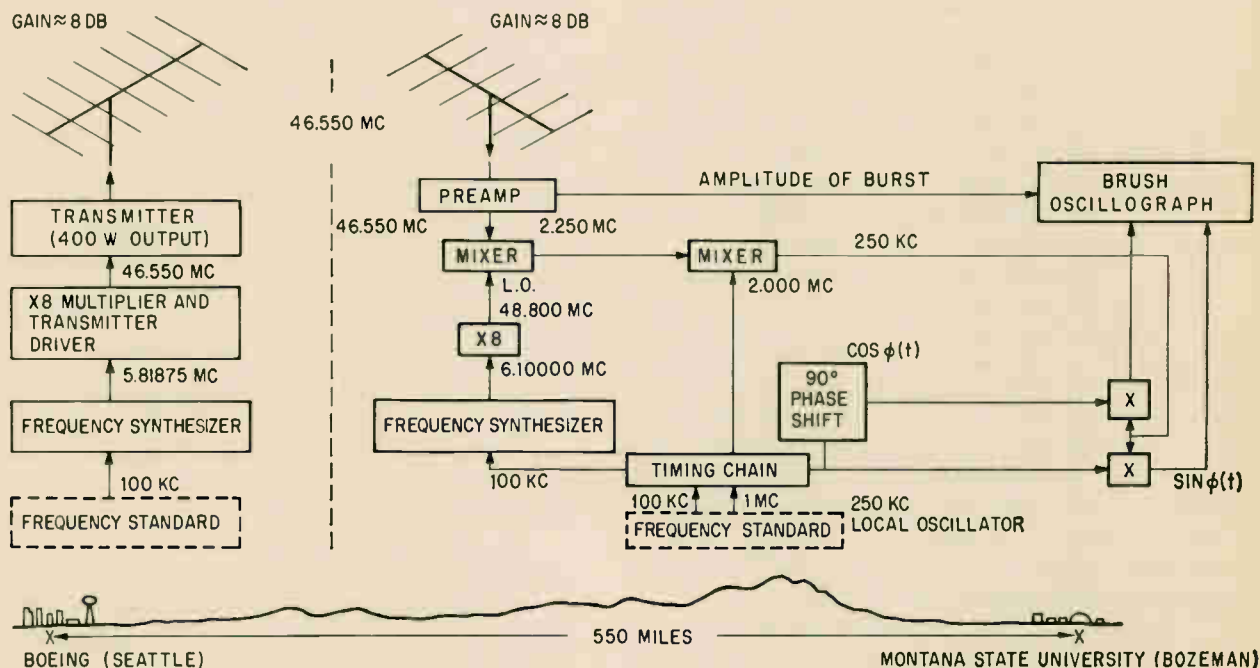 GAIN≈8 DB
GAIN≈8 DB
46.550 MC
TRANSMITTER
(400 W OUTPUT)
46.550 MC
X8 MULTIPLIER AND
TRANSMITTER
DRIVER
5.81875 MC
FREQUENCY SYNTHESIZER
100 KC
FREQUENCY STANDARD
PREAMP
AMPLITUDE OF BURST
BRUSH
OSCILLOGRAPH
46.550 MC
2.250 MC
250 KC
MIXER
MIXER
L.O.
48.800 MC
2.000 MC
X8
6.10000 MC
COS φ(t)
90°
PHASE
SHIFT
X
FREQUENCY SYNTHESIZER
TIMING CHAIN
X
100 KC
SIN φ(t)
100 KC
1 MC
250 KC
LOCAL OSCILLATOR
FREQUENCY STANDARD
X
550 MILES
X
BOEING (SEATTLE)
MONTANA STATE UNIVERSITY (BOZEMAN)